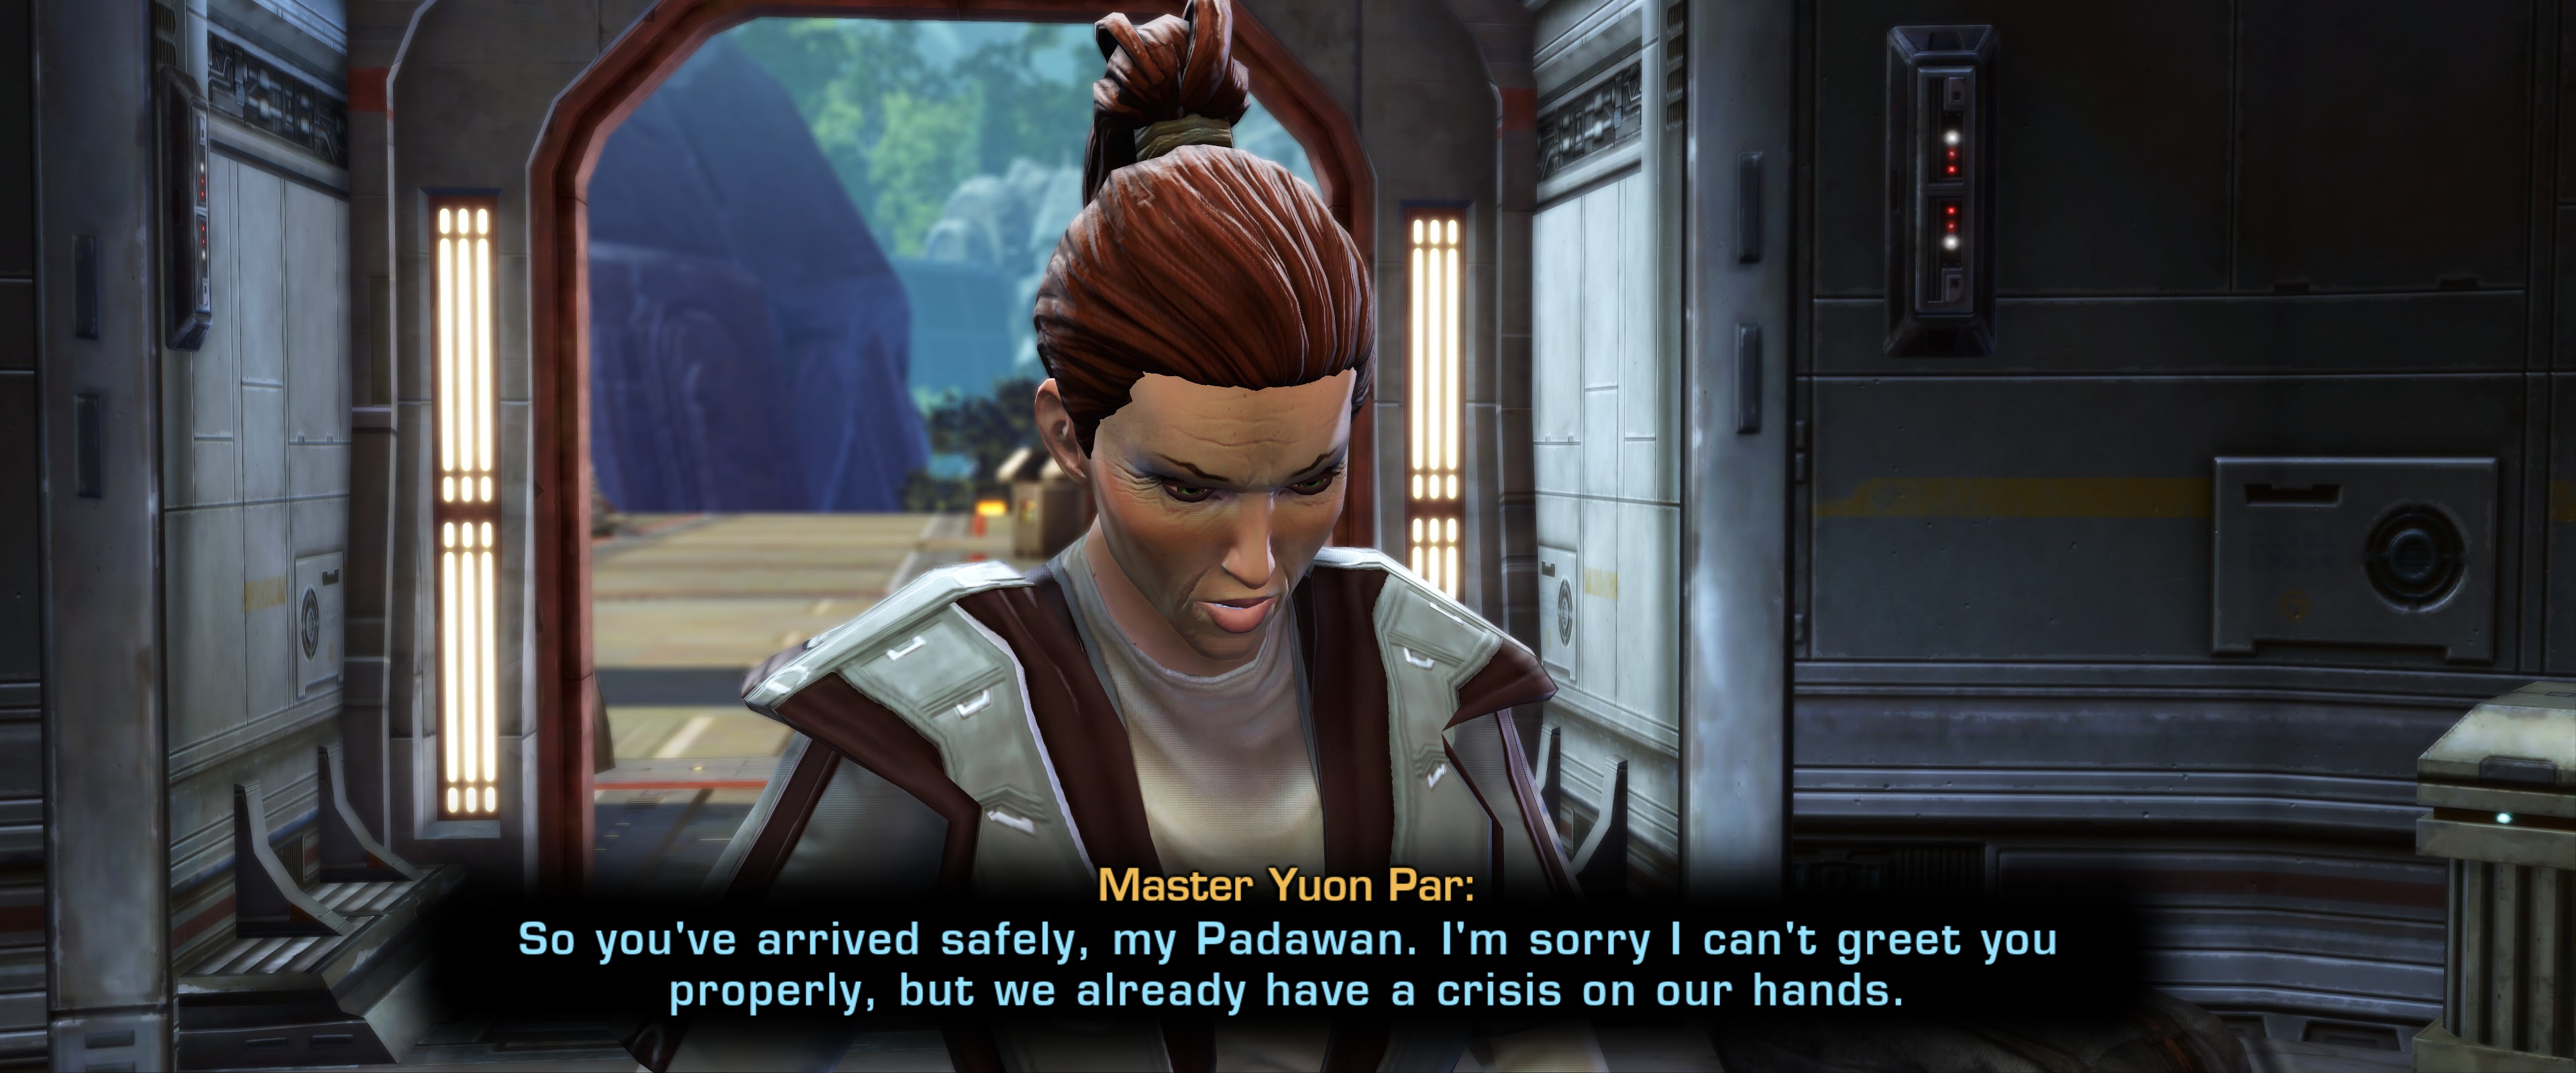 Master Yuon Par:
So you've arrived safely, my Padawan. I'm sorry I can't greet you
properly, but we already have a crisis on our hands.